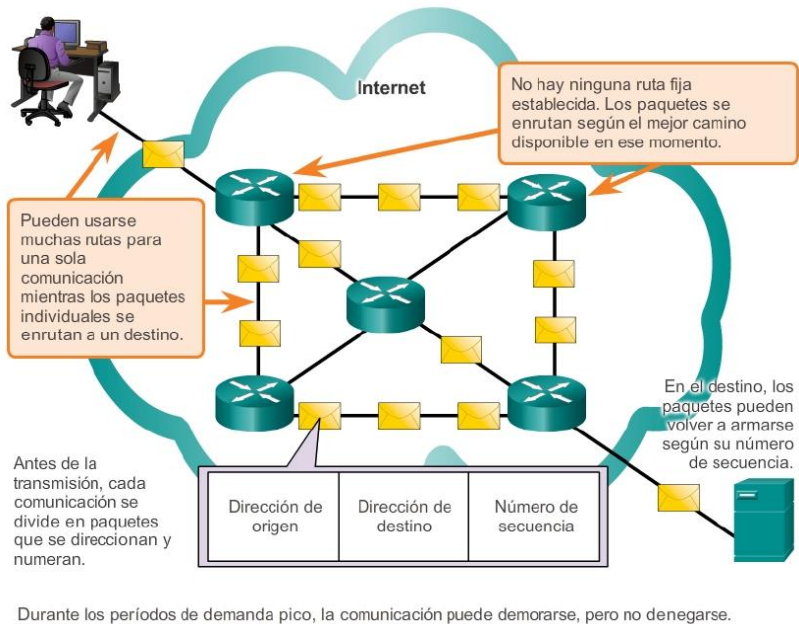 Internet
No hay ninguna ruta fija
establecida. Los paquetes se
enrutan según el mejor camino
disponible en ese momento.
Pueden usarse
muchas rutas para
una sola
comunicación
mientras los paquetes
individuales se
enrutan a un destino.
En el destino, los
paquetes pueden
volver a armarse
según su número
de secuencia.
Antes de la
transmisión, cada
comunicación se
divide en paquetes
que se direccionan y
numeran.
Dirección de
origen
Dirección de
destino
Número de
secuencia
Durante los períodos de demanda pico, la comunicación puede demorarse, pero no denegarse.